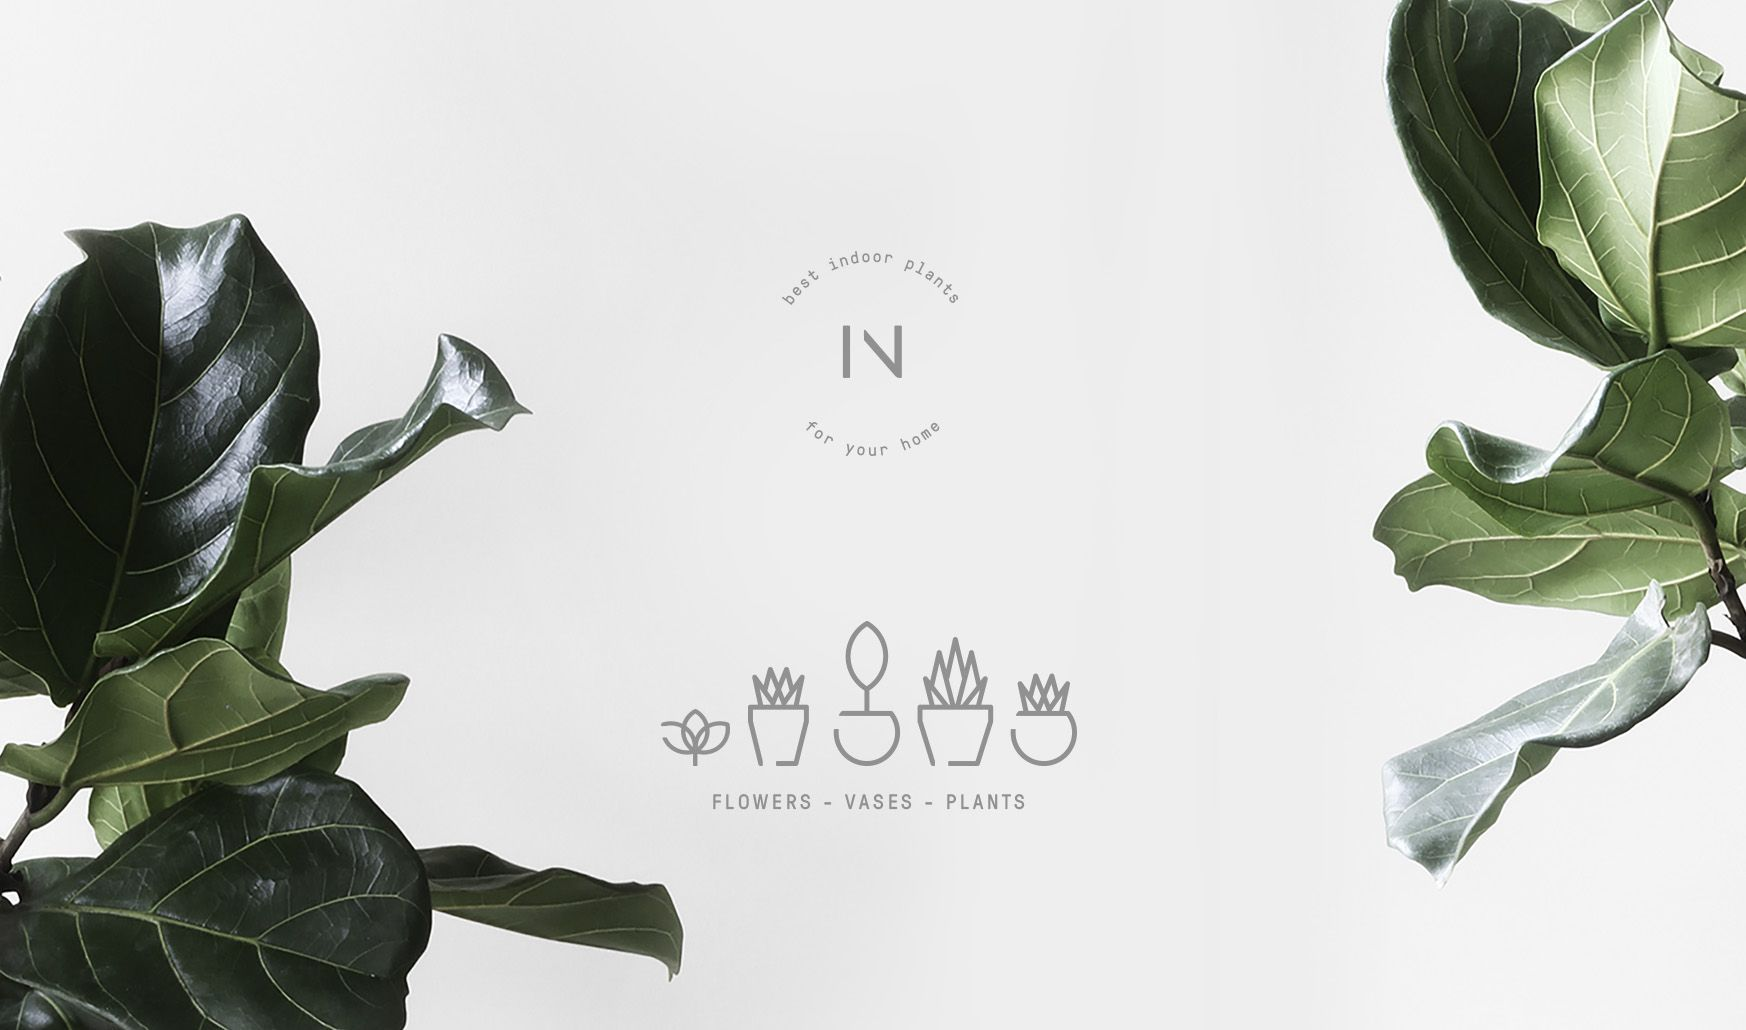 best indoor plants
IN
for your home
FLOWERS - VASES - PLANTS